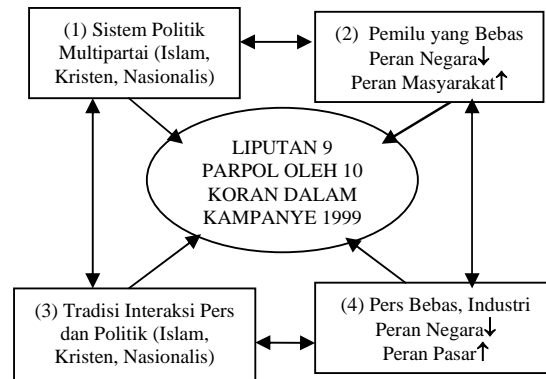 (1) Sistem Politik
Multipartai (Islam,
Kristen, Nasionalis)
(2) Pemilu yang Bebas
Peran Negara↓
Peran Masyarakat↑
LIPUTAN 9
PARPOL OLEH 10
KORAN DALAM
KAMPANYE 1999
(3) Tradisi Interaksi Pers
dan Politik (Islam,
Kristen, Nasionalis)
(4) Pers Bebas, Industri
Peran Negara↓
Peran Pasar↑